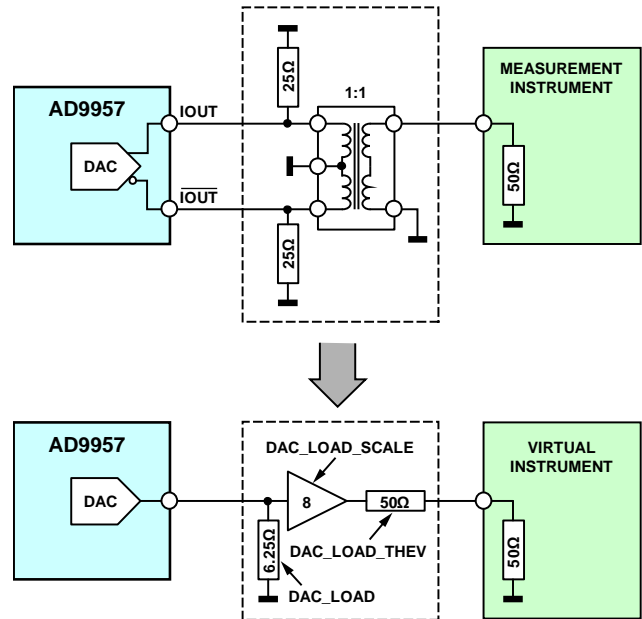 25Ω
1:1
MEASUREMENT
INSTRUMENT
AD9957
IOUT
DAC
50Ω
IOUT
25Ω
AD9957
DAC_LOAD_SCALE
VIRTUAL
INSTRUMENT
DAC
8
50Ω
6.25Ω
DAC_LOAD_THEV
50Ω
DAC_LOAD